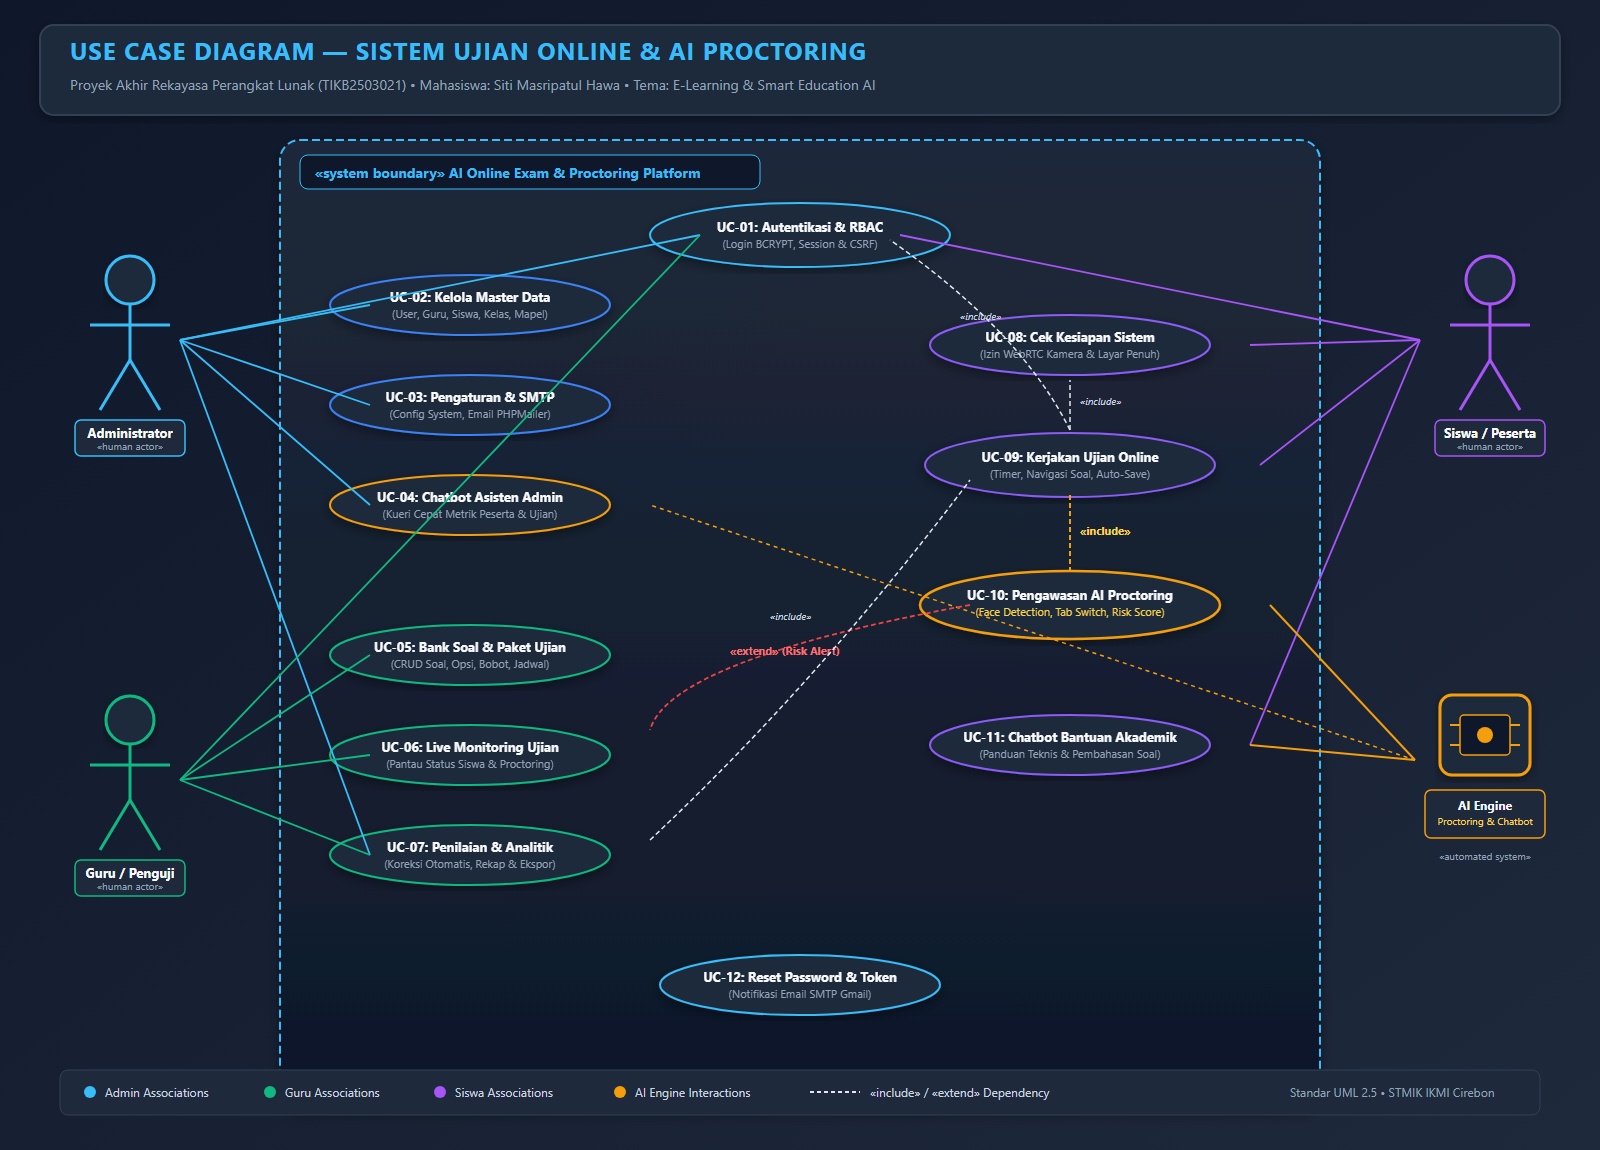 USE CASE DIAGRAM — SISTEM UJIAN ONLINE & AI PROCTORING
Proyek Akhir Rekayasa Perangkat Lunak (TIKB2503021) • Mahasiswa: Siti Masripatul Hawa • Tema: E-Learning & Smart Education AI
«system boundary» AI Online Exam & Proctoring Platform
UC-01: Autentikasi & RBAC
(Login BCRYPT, Session & CSRF)
UC-02: Kelola Master Data
(User, Guru, Siswa, Kelas, Mapel)
«include»
UC-08: Cek Kesiapan Sistem
(Izin WebRTC Kamera & Layar Penuh)
UC-03: Pengaturan & SMTP
(Config System, Email PHPMailer)
«include»
Administrator
«human actor»
Siswa / Peserta
«human actor»
UC-09: Kerjakan Ujian Online
(Timer, Navigasi Soal, Auto-Save)
UC-04: Chatbot Asisten Admin
(Kueri Cepat Metrik Peserta & Ujian)
«include»
UC-10: Pengawasan AI Proctoring
(Face Detection, Tab Switch, Risk Score)
«include»
«extend» (Risk Alert)
UC-05: Bank Soal & Paket Ujian
(CRUD Soal, Opsi, Bobot, Jadwal)
UC-06: Live Monitoring Ujian
(Pantau Status Siswa & Proctoring)
UC-11: Chatbot Bantuan Akademik
(Panduan Teknis & Pembahasan Soal)
AI Engine
Proctoring & Chatbot
«automated system»
UC-07: Penilaian & Analitik
(Koreksi Otomatis, Rekap & Ekspor)
Guru / Penguji
«human actor»
UC-12: Reset Password & Token
(Notifikasi Email SMTP Gmail)
Admin Associations
Guru Associations
Siswa Associations
AI Engine Interactions
«include» / «extend» Dependency
Standar UML 2.5 • STMIK IKMI Cirebon